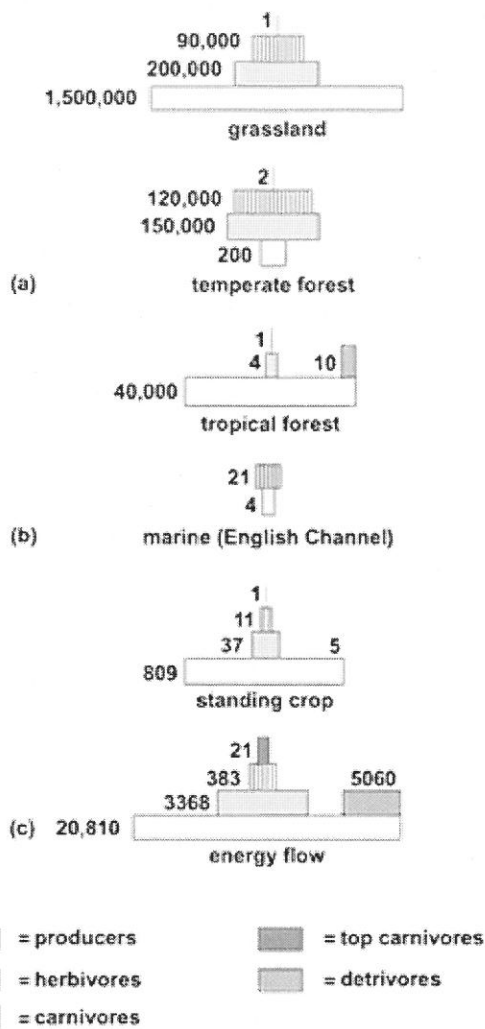 1
90,000
200,000
1,500,000
grassland
2
120,000
150,000
200
(a)
temperate forest
1
4 10
40,000
tropical forest
21
4
(b) marine (English Channel)
1
11
37 5
809
standing crop
21
383 5060
3368
(c) 20,810
energy flow
= producers = top carnivores
= herbivores = detrivores
= carnivores